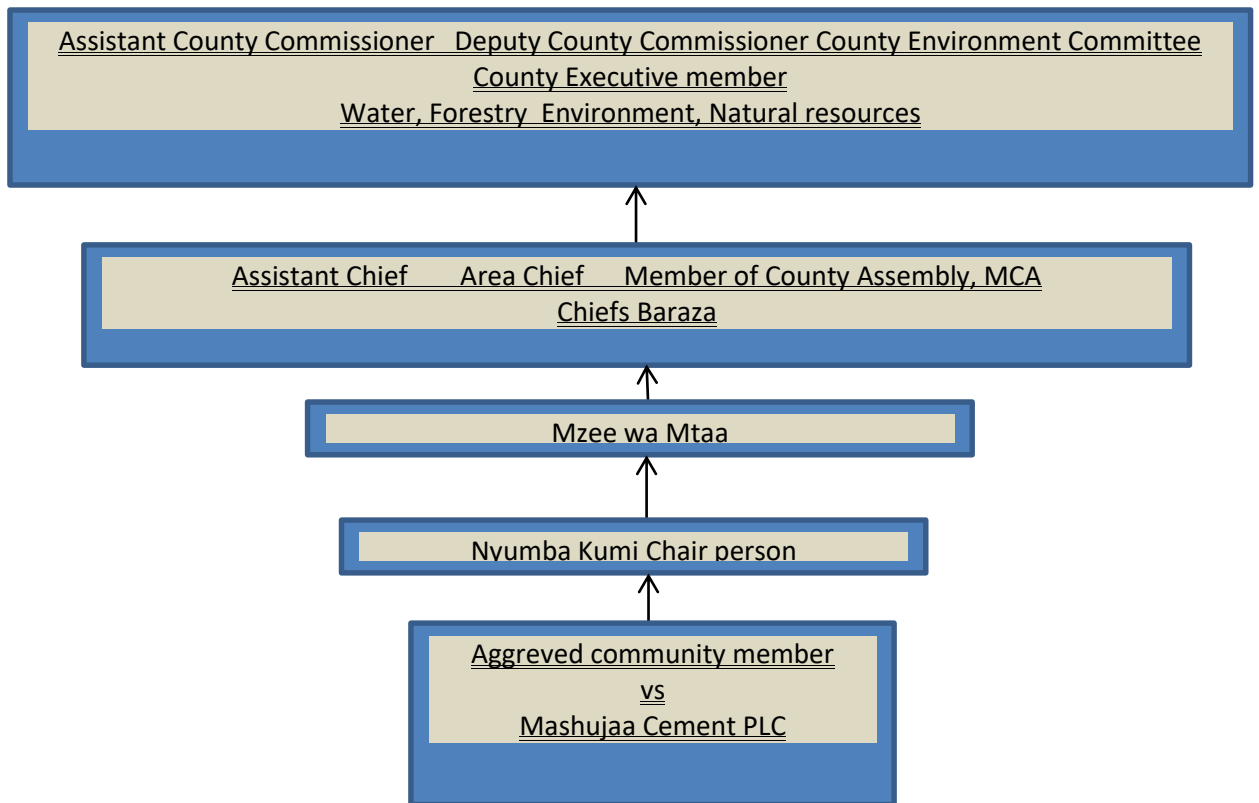 Assistant County Commissioner Deputy County Commissioner County Environment Committee
County Executive member
Water, Forestry Environment, Natural resources
Assistant Chief Area Chief Member of County Assembly, MCA
Chiefs Baraza
Mzee wa Mtaa
Nyumba Kumi Chair person
Aggreved community member
vs
Mashujaa Cement PLC